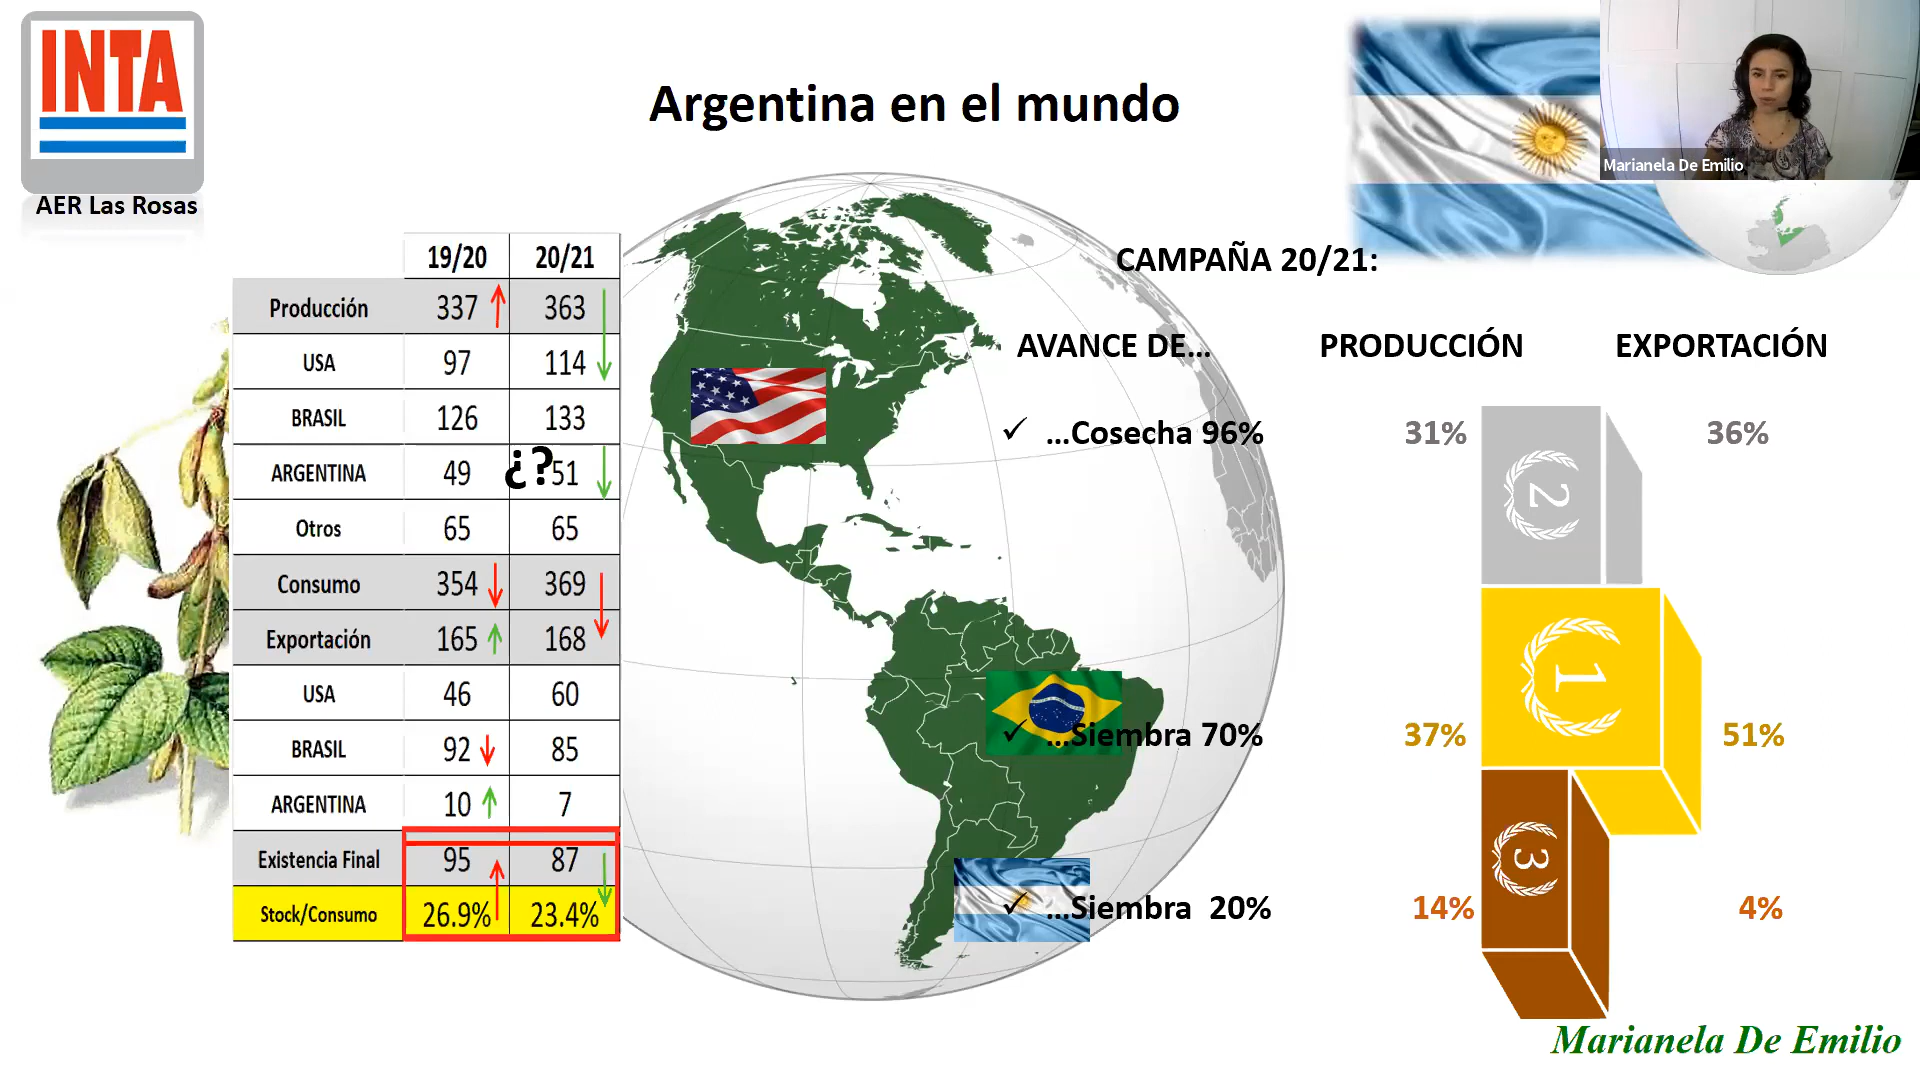 INTA
AER Las Rosas
Argentina en el mundo
Marianela De Emilio
19/20 20/21
Producción 337 363
USA 97 114
BRASIL 126 133
ARGENTINA 49 ¿? 51
Otros 65 65
Consumo 354 369
Exportación 165 168
USA 46 60
BRASIL 92 85
ARGENTINA 10 7
Existencia Final 95 87
Stock/Consumo 26.9% 23.4%
CAMPAÑA 20/21:
AVANCE DE... PRODUCCIÓN EXPORTACIÓN
✓ ...Cosecha 96% 31% 36%
2
1
✓ ...Siembra 70% 37% 51%
3
✓ ...Siembra 20% 14% 4%
Marianela De Emilio